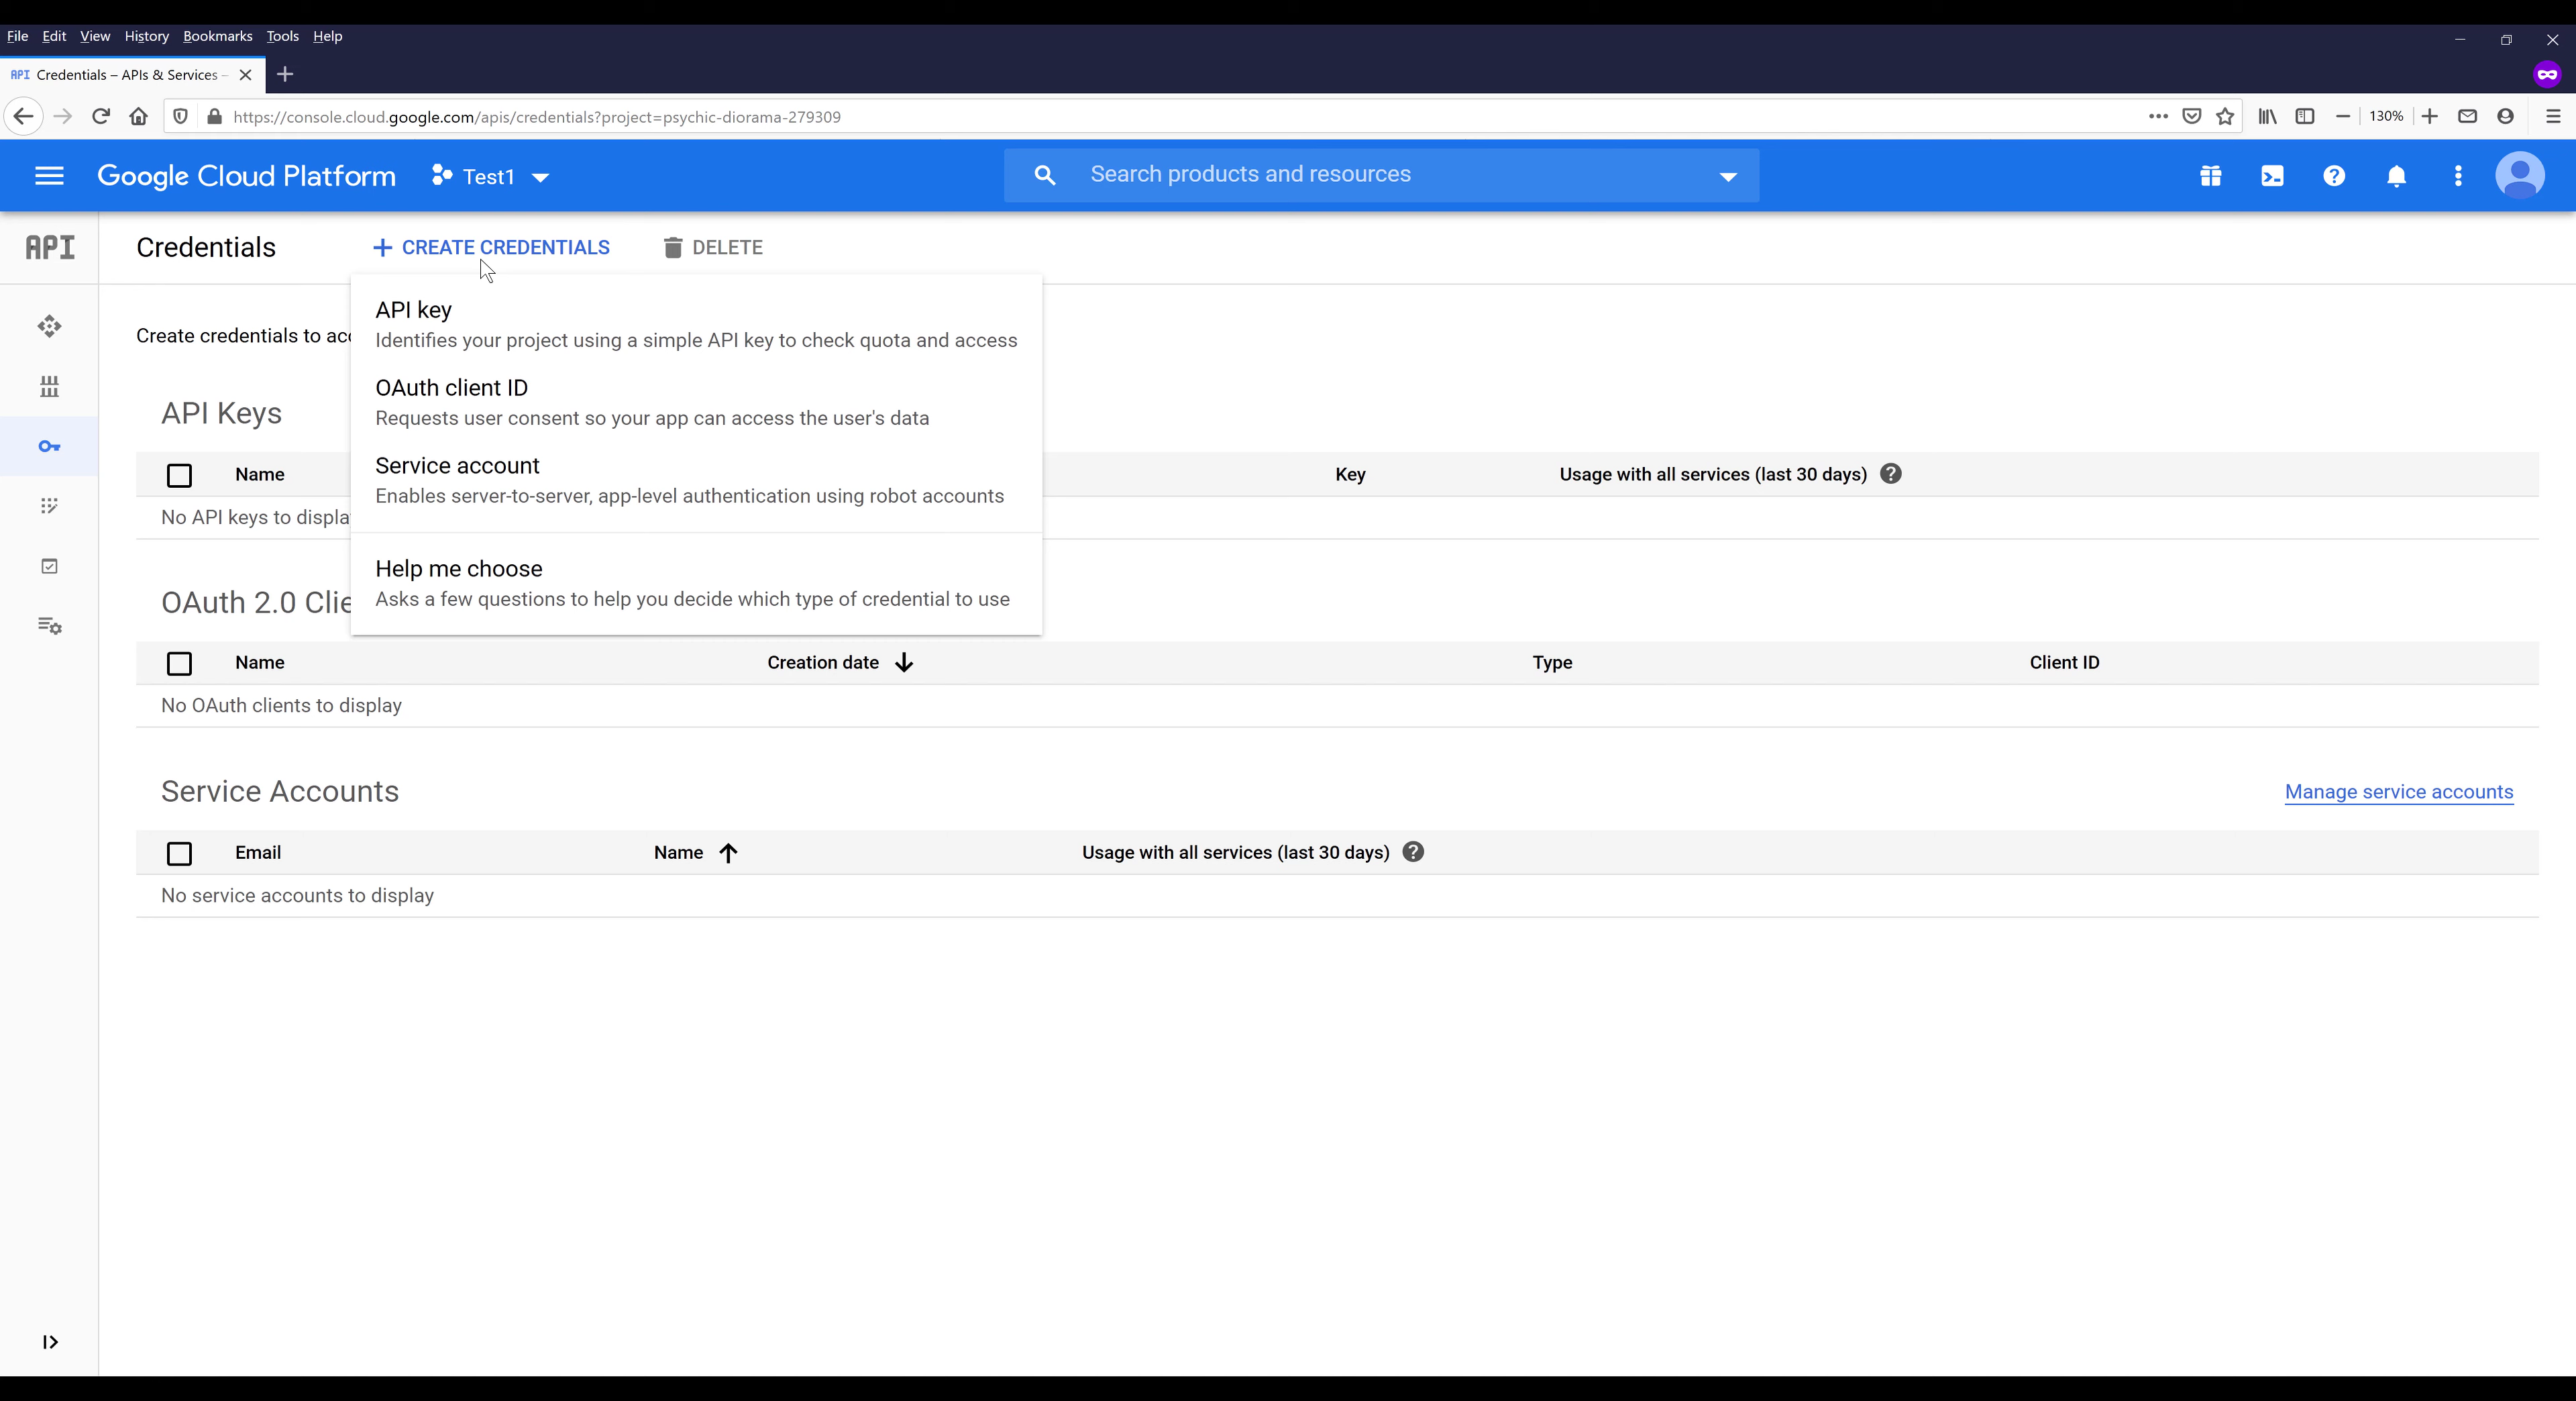 File Edit View History Bookmarks Tools Help
API Credentials – APIs & Services –
https://console.cloud.google.com/apis/credentials?project=psychic-diorama-279309
130%
Google Cloud Platform Test1 Search products and resources
API Credentials CREATE CREDENTIALS DELETE
API key
Identifies your project using a simple API key to check quota and access
Create credentials to acc
OAuth client ID
Requests user consent so your app can access the user's data
API Keys
Service account
Enables server-to-server, app-level authentication using robot accounts
Name Key Usage with all services (last 30 days)
No API keys to displa
Help me choose
Asks a few questions to help you decide which type of credential to use
OAuth 2.0 Clie
Name Creation date Type Client ID
No OAuth clients to display
Service Accounts Manage service accounts
Email Name Usage with all services (last 30 days)
No service accounts to display